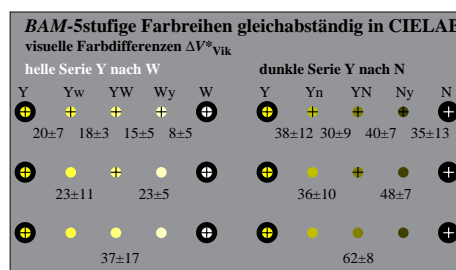 BAM-5stufige Farbreihen gleichabständig in CIELAB
visuelle Farbdifferenzen ΔV*Vik
helle Serie Y nach W dunkle Serie Y nach N
Y Yw YW Wy W Y Yn YN Ny N
20±7 18±3 15±5 8±5 38±12 30±9 40±7 35±13
23±11 23±5 36±10 48±7
37±17 62±8